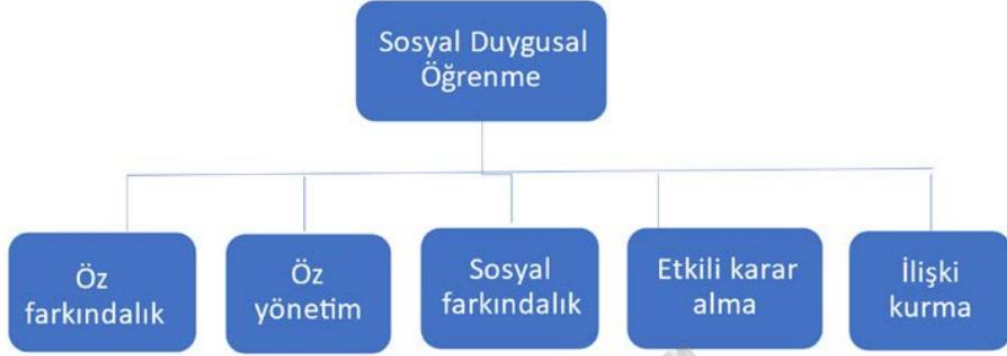 Sosyal Duygusal
Öğrenme
Öz
farkındalık
Öz
yönetim
Sosyal
farkındalık
Etkili karar
alma
İlişki
kurma